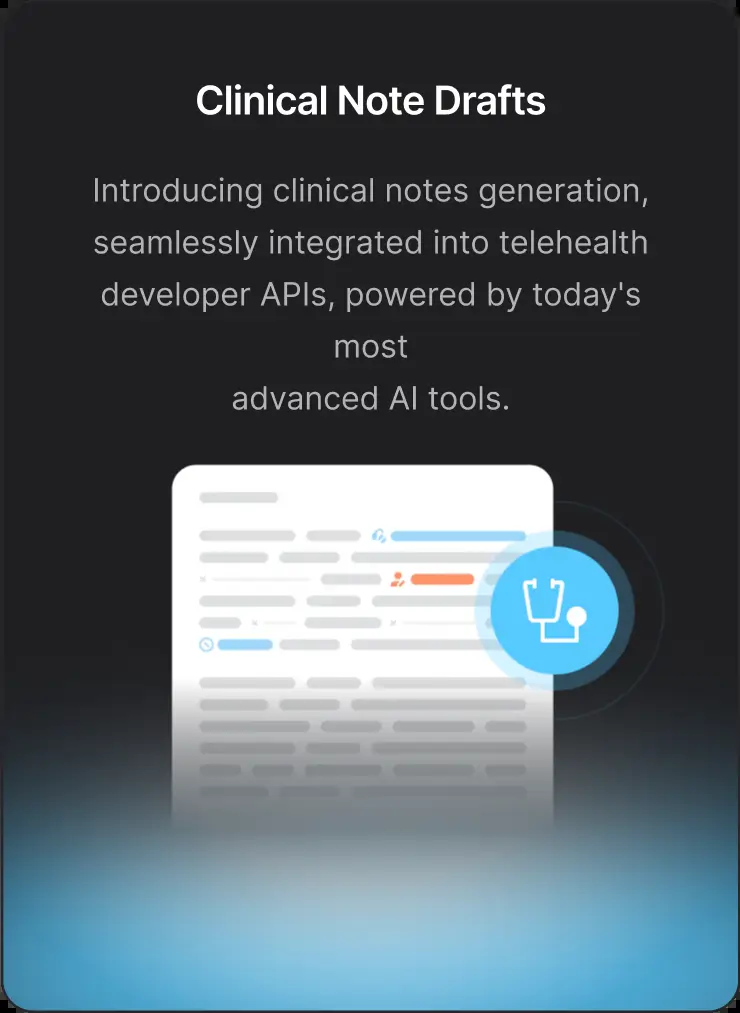 Clinical Note Drafts
Introducing clinical notes generation,
seamlessly integrated into telehealth
developer APIs, powered by today's
most
advanced AI tools.